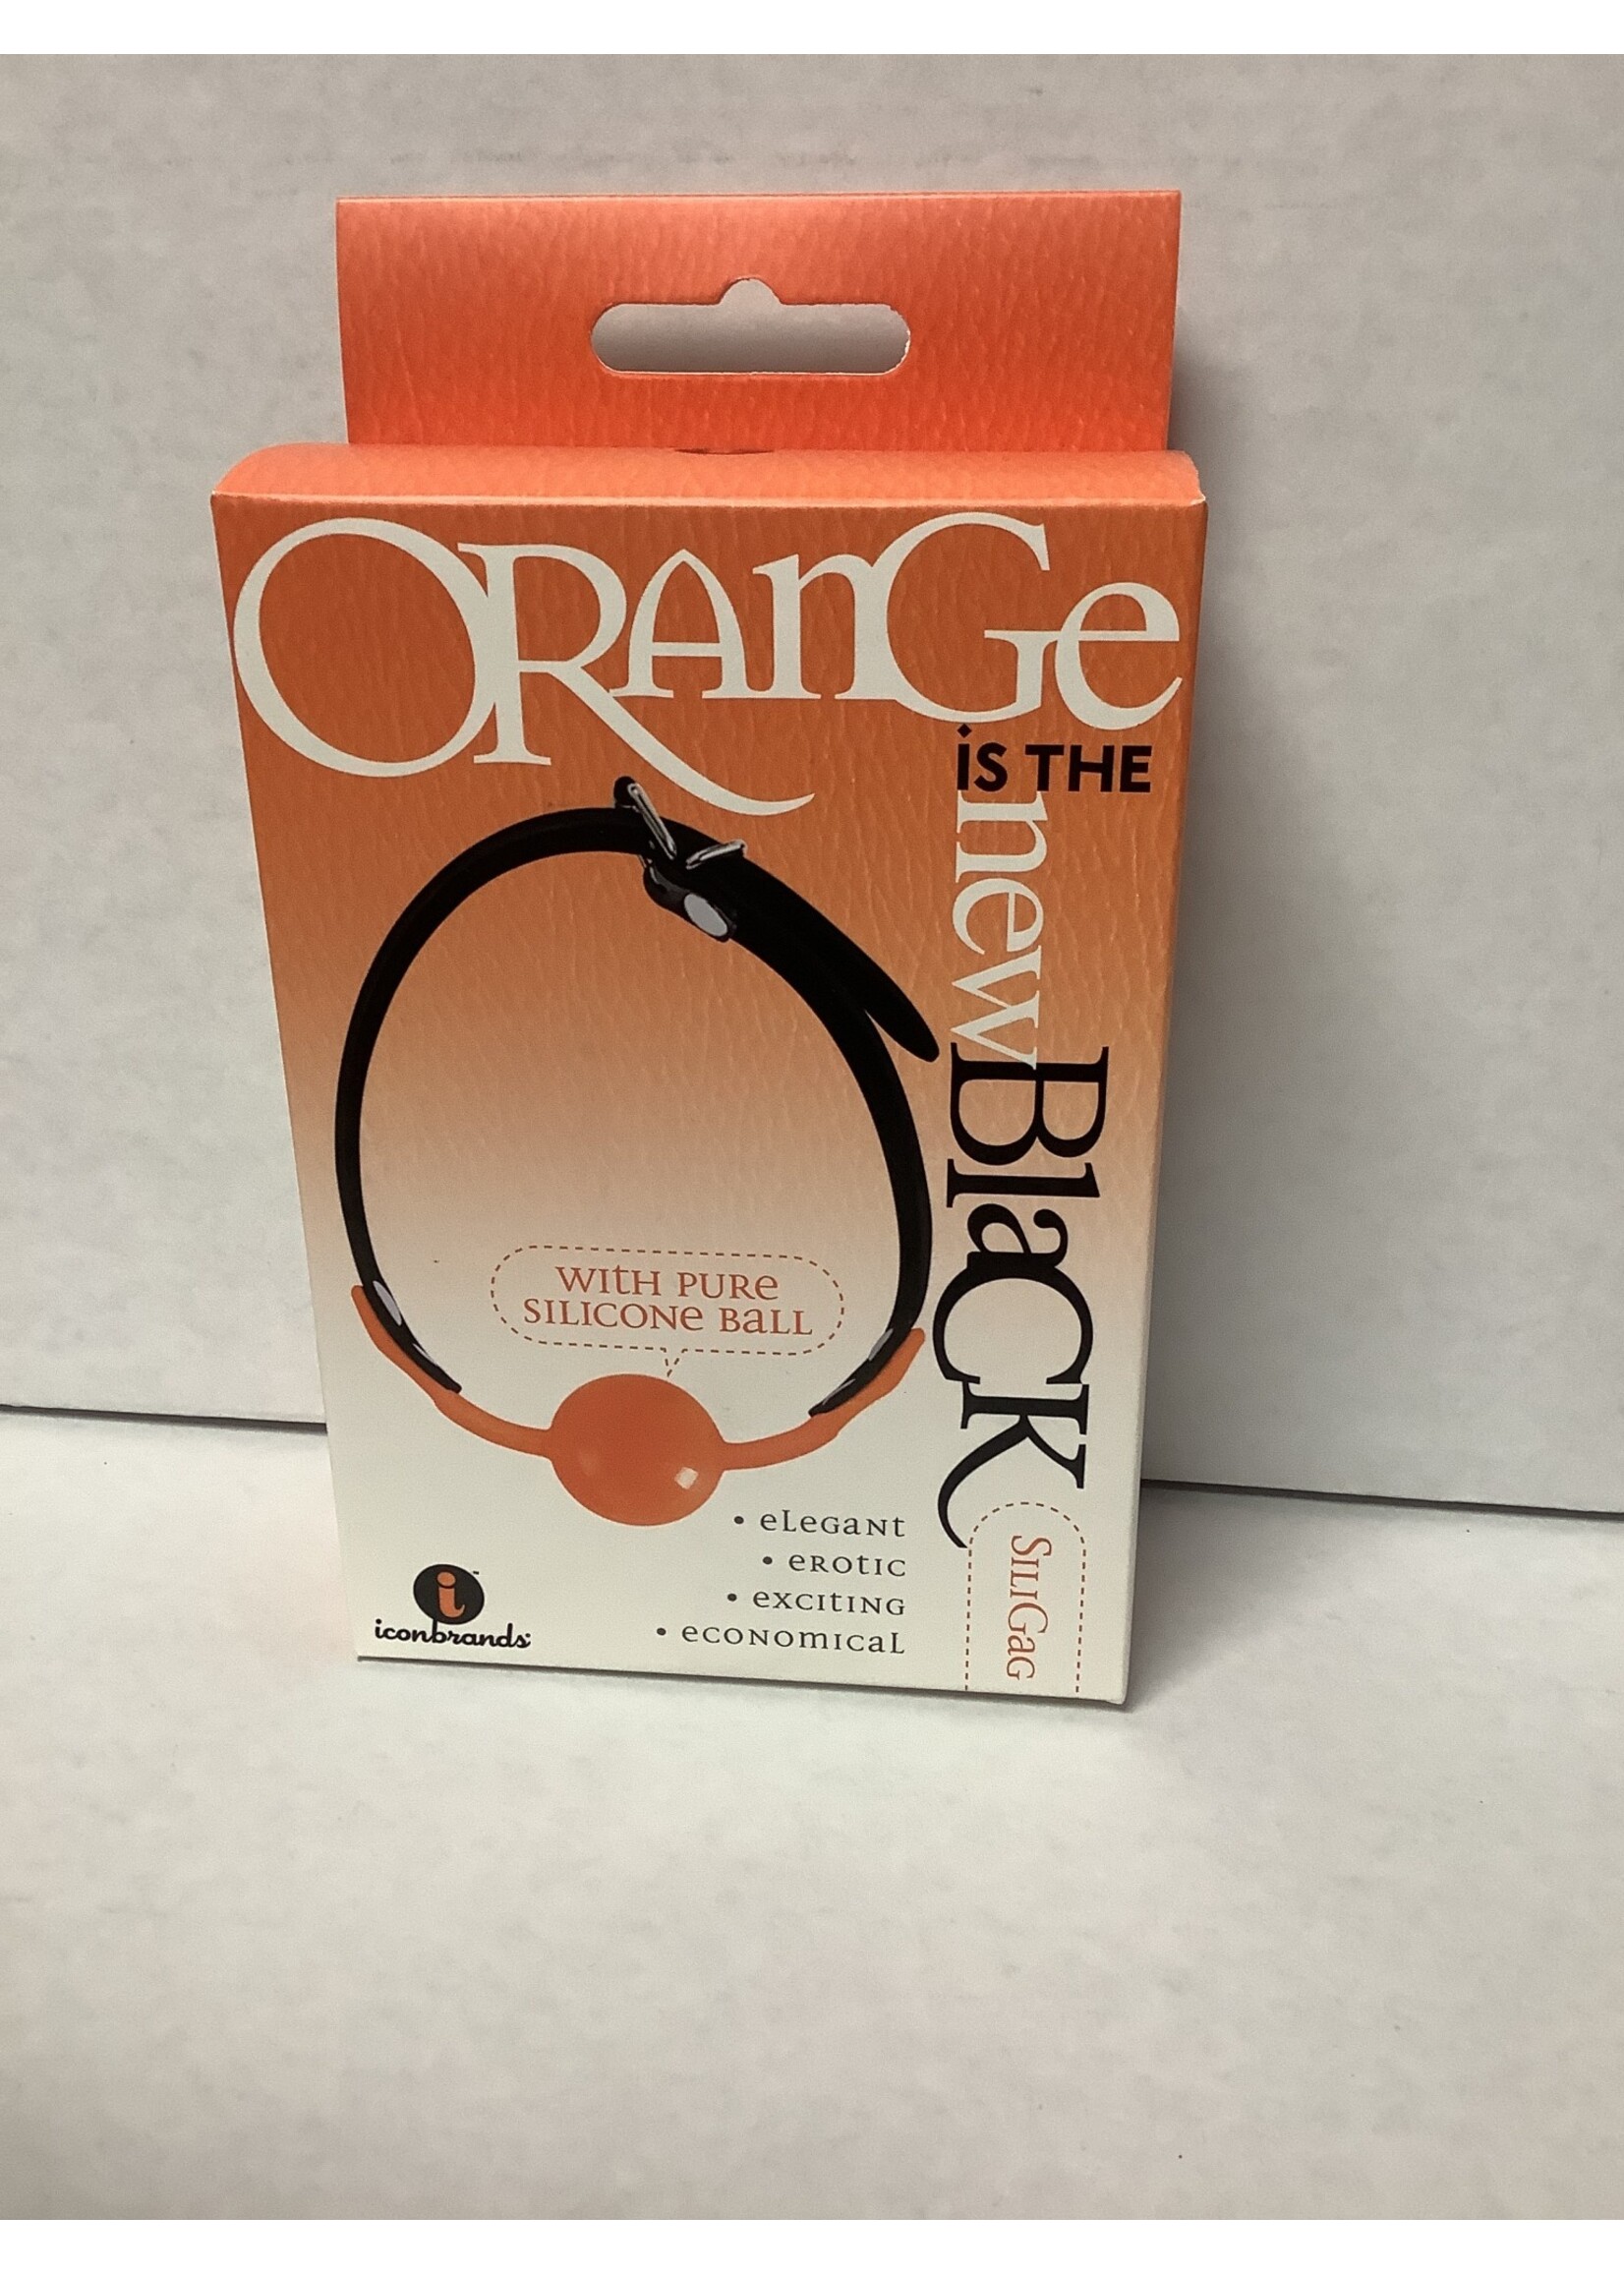 ORAnGe
is THE
new
BlaCK
WITH PURe
SILICONe BaLL
• eLeGaNt
• eROtIC
• exCItING
• eCONOmICaL
SILIGaG
i
iconbrands